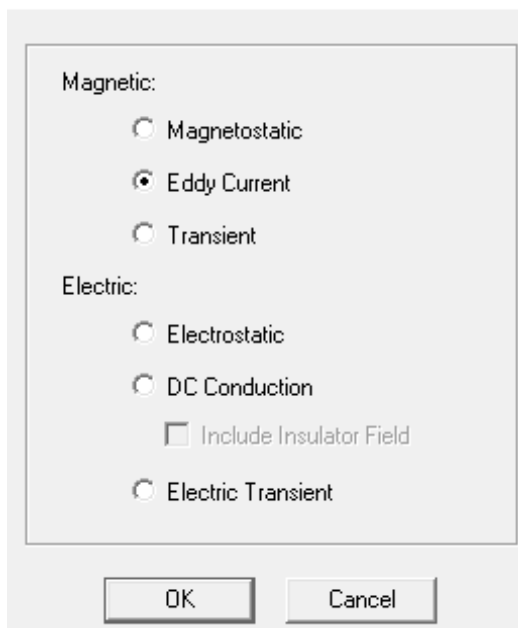 Magnetic:
Magnetostatic
Eddy Current
Transient
Electric:
Electrostatic
DC Conduction
Include Insulator Field
Electric Transient
OK Cancel